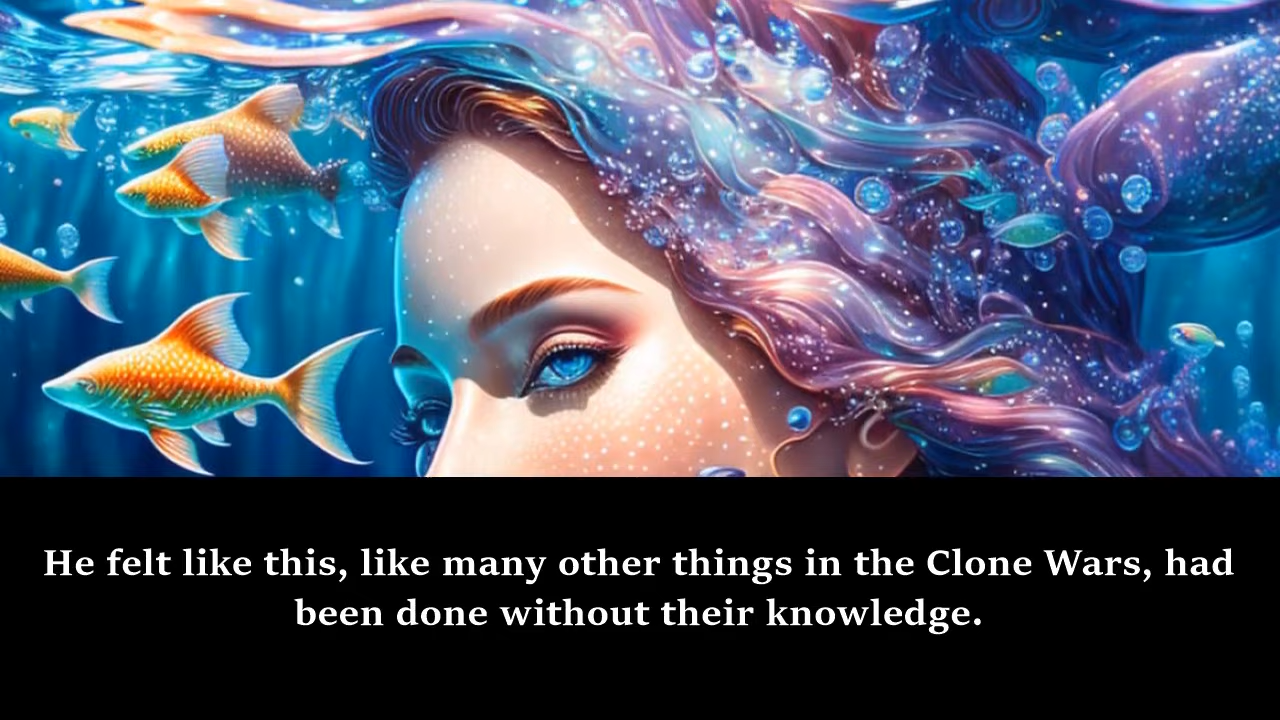 He felt like this, like many other things in the Clone Wars, had
been done without their knowledge.